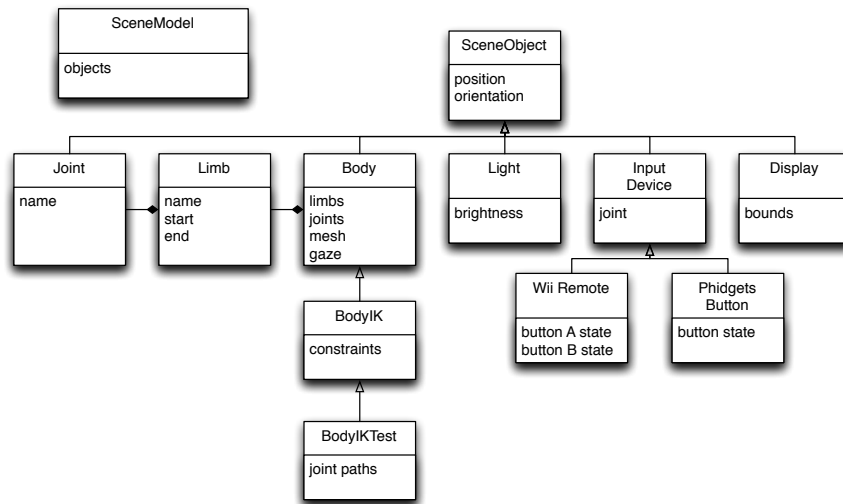 SceneModel
objects
SceneObject
position
orientation
Joint
name
Limb
name
start
end
Body
limbs
joints
mesh
gaze
Light
brightness
Input
Device
joint
Display
bounds
BodyIK
constraints
Wii Remote
button A state
button B state
Phidgets
Button
button state
BodyIKTest
joint paths